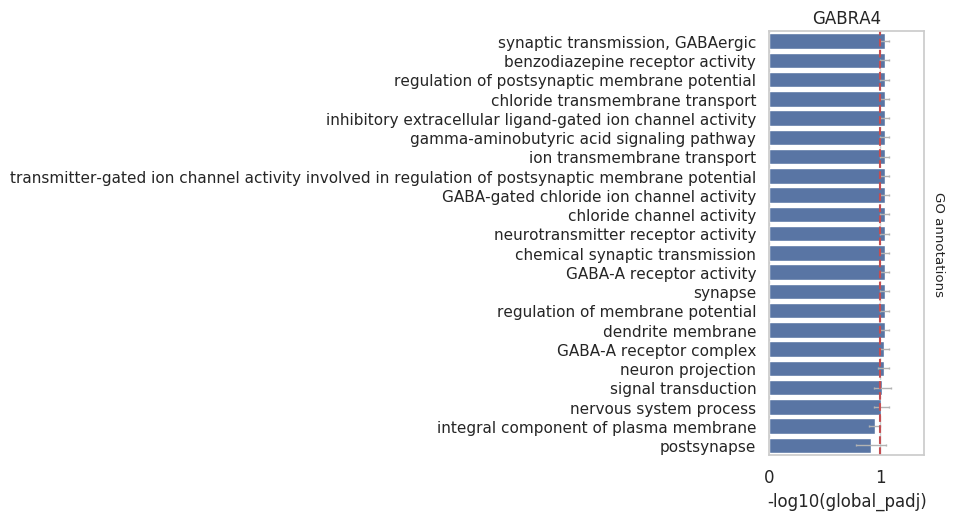 GABRA4
synaptic transmission, GABAergic
benzodiazepine receptor activity
regulation of postsynaptic membrane potential
chloride transmembrane transport
inhibitory extracellular ligand-gated ion channel activity
gamma-aminobutyric acid signaling pathway
ion transmembrane transport
transmitter-gated ion channel activity involved in regulation of postsynaptic membrane potential
GABA-gated chloride ion channel activity
chloride channel activity
neurotransmitter receptor activity
chemical synaptic transmission
GABA-A receptor activity
synapse
regulation of membrane potential
dendrite membrane
GABA-A receptor complex
neuron projection
signal transduction
nervous system process
integral component of plasma membrane
postsynapse
GO annotations
0 1
-log10(global_padj)